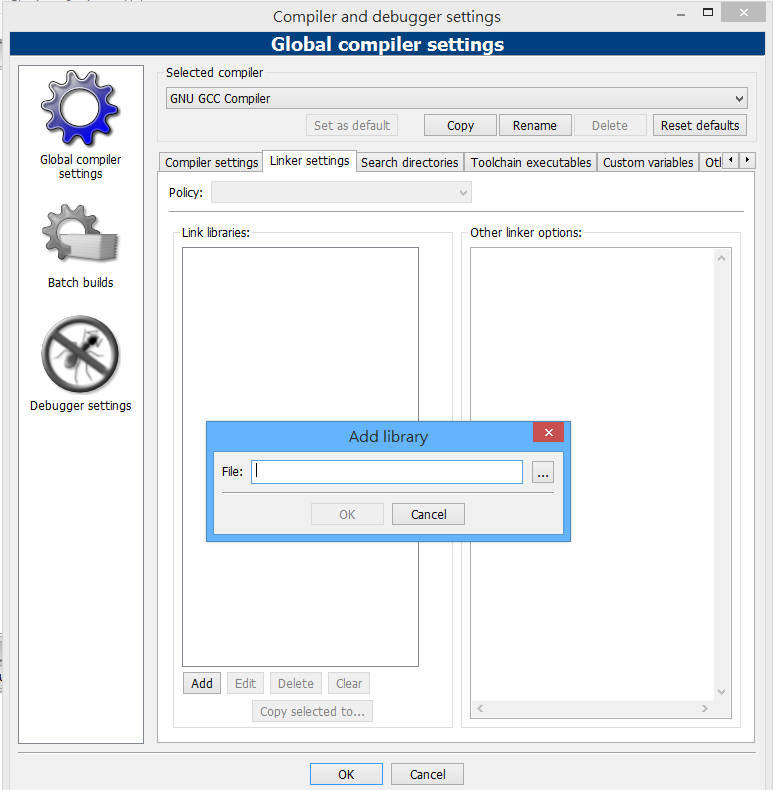 Compiler and debugger settings
Global compiler settings
Global compiler
settings
Batch builds
Debugger settings
Selected compiler
GNU GCC Compiler
Set as default
Copy
Rename
Delete
Reset defaults
Compiler settings
Linker settings
Search directories
Toolchain executables
Custom variables
Policy:
Link libraries:
Other linker options:
Add library
File:
...
OK
Cancel
Add
Edit
Delete
Clear
Copy selected to...
OK
Cancel